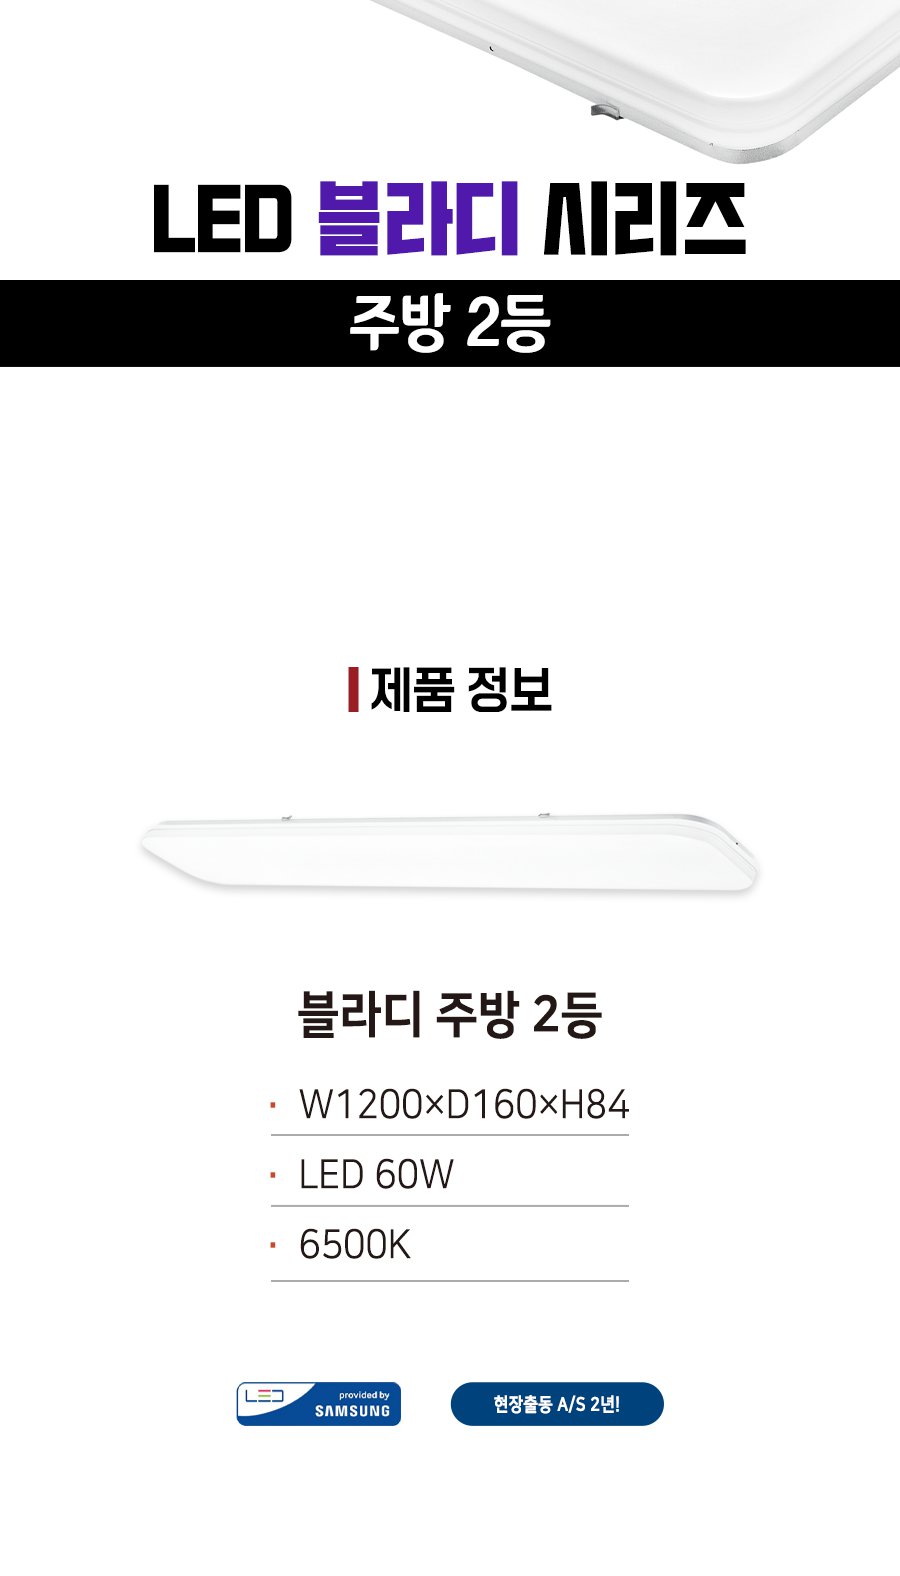 LED 블라디 시리즈
주방 2등
제품 정보
블라디 주방 2등
· W1200×D160×H84
· LED 60W
· 6500K
LED provided by
SAMSUNG
현장출동 A/S 2년!